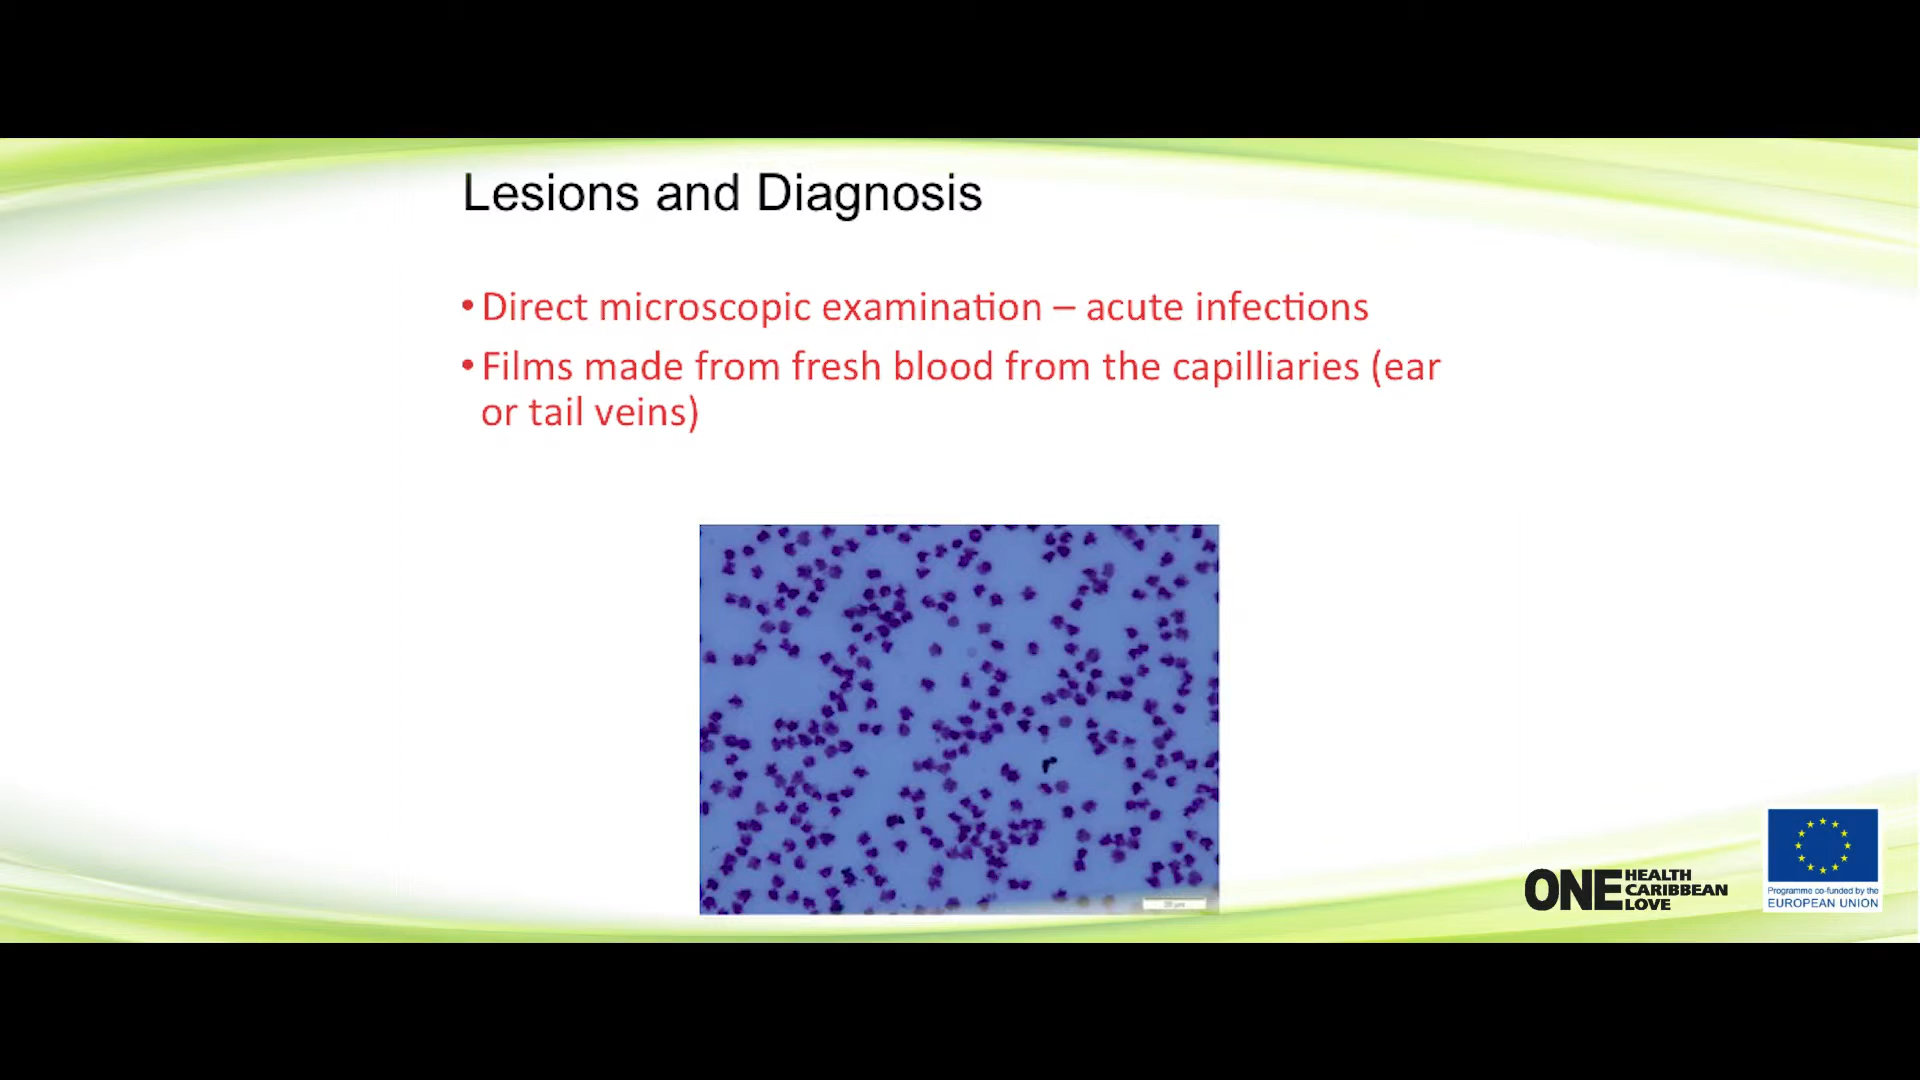 Lesions and Diagnosis
•Direct microscopic examination – acute infections
•Films made from fresh blood from the capilliaries (ear
or tail veins)
ONE HEALTH
CARIBBEAN
LOVE
Programme co-funded by the
EUROPEAN UNION